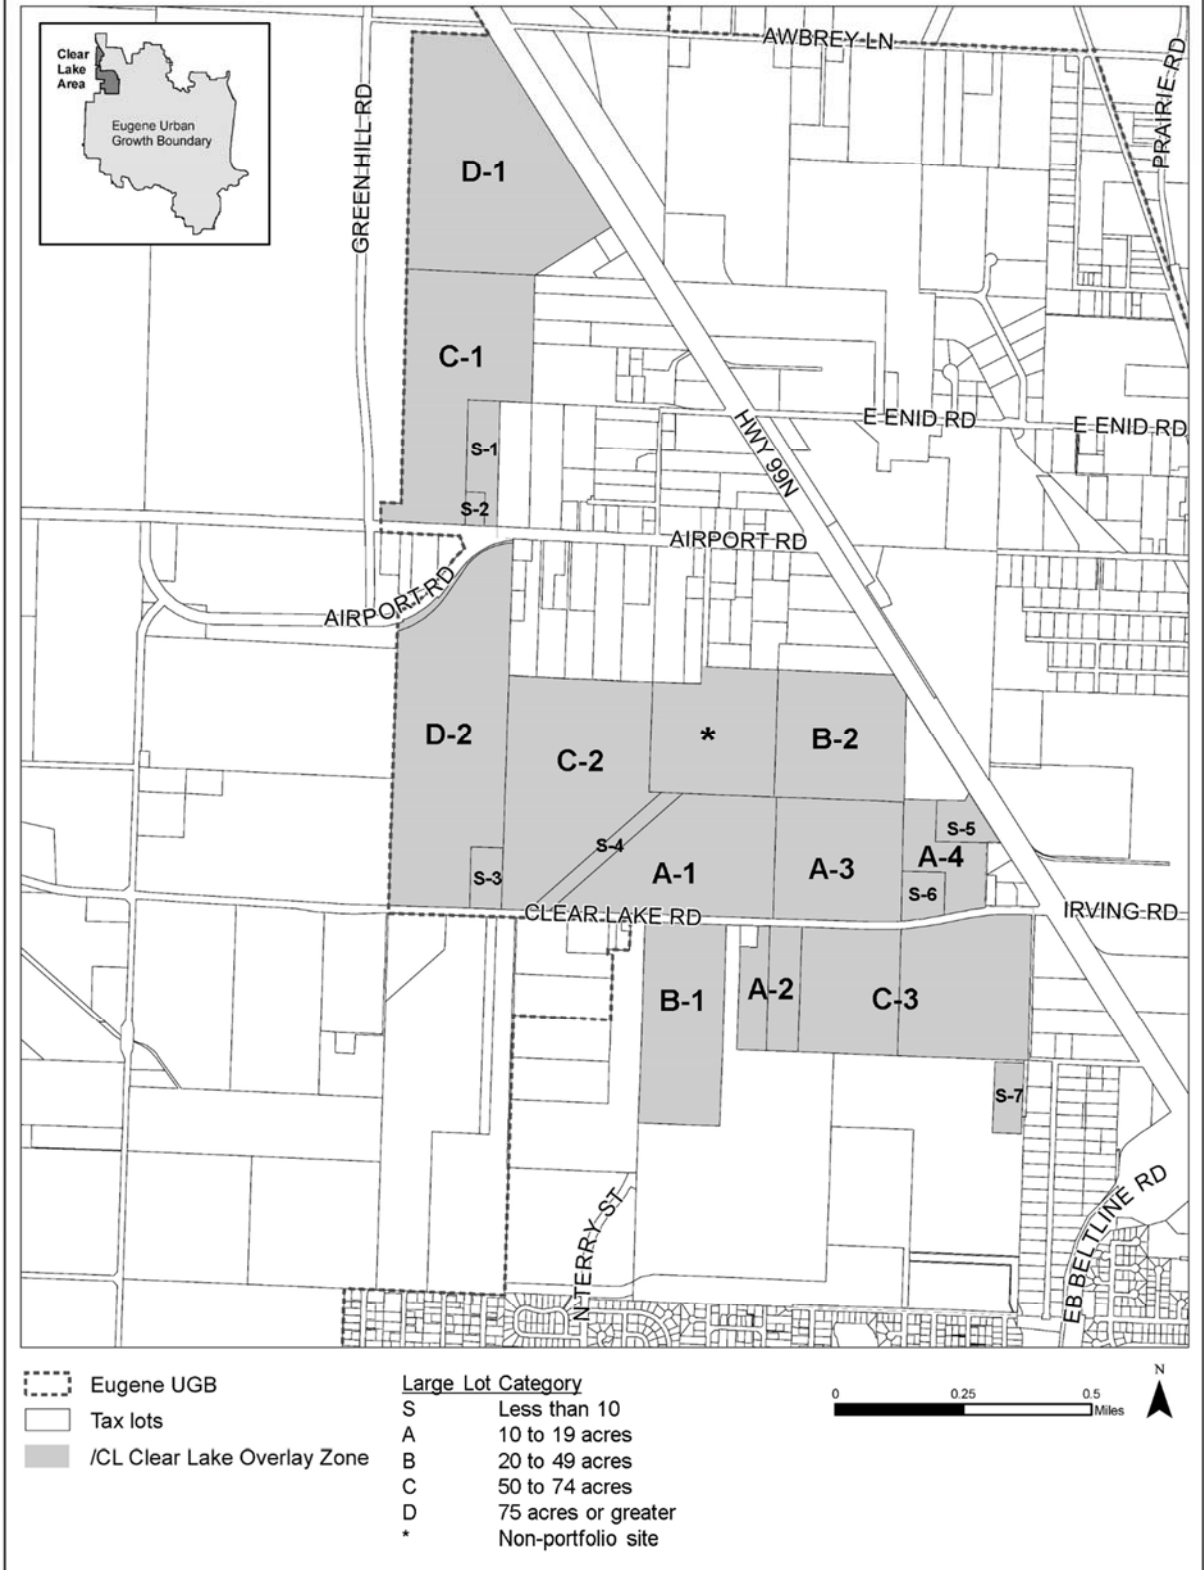 AWBREY LN
Clear
Lake
Area
Eugene Urban
Growth Boundary
GREEN HILL RD
PRAIRIE RD
D-1
C-1
HWY 99N
E ENID RD
E ENID RD
S-1
S-2
AIRPORT RD
AIRPORT RD
D-2
C-2
*
B-2
S-4
S-5
A-4
A-1
A-3
S-3
S-6
CLEAR LAKE RD
IRVING RD
B-1
A-2
C-3
S-7
N TERRY ST
EB BELTLINE RD
Eugene UGB
Tax lots
/CL Clear Lake Overlay Zone
Large Lot Category
S Less than 10
A 10 to 19 acres
B 20 to 49 acres
C 50 to 74 acres
D 75 acres or greater
* Non-portfolio site
0 0.25 0.5
Miles
N